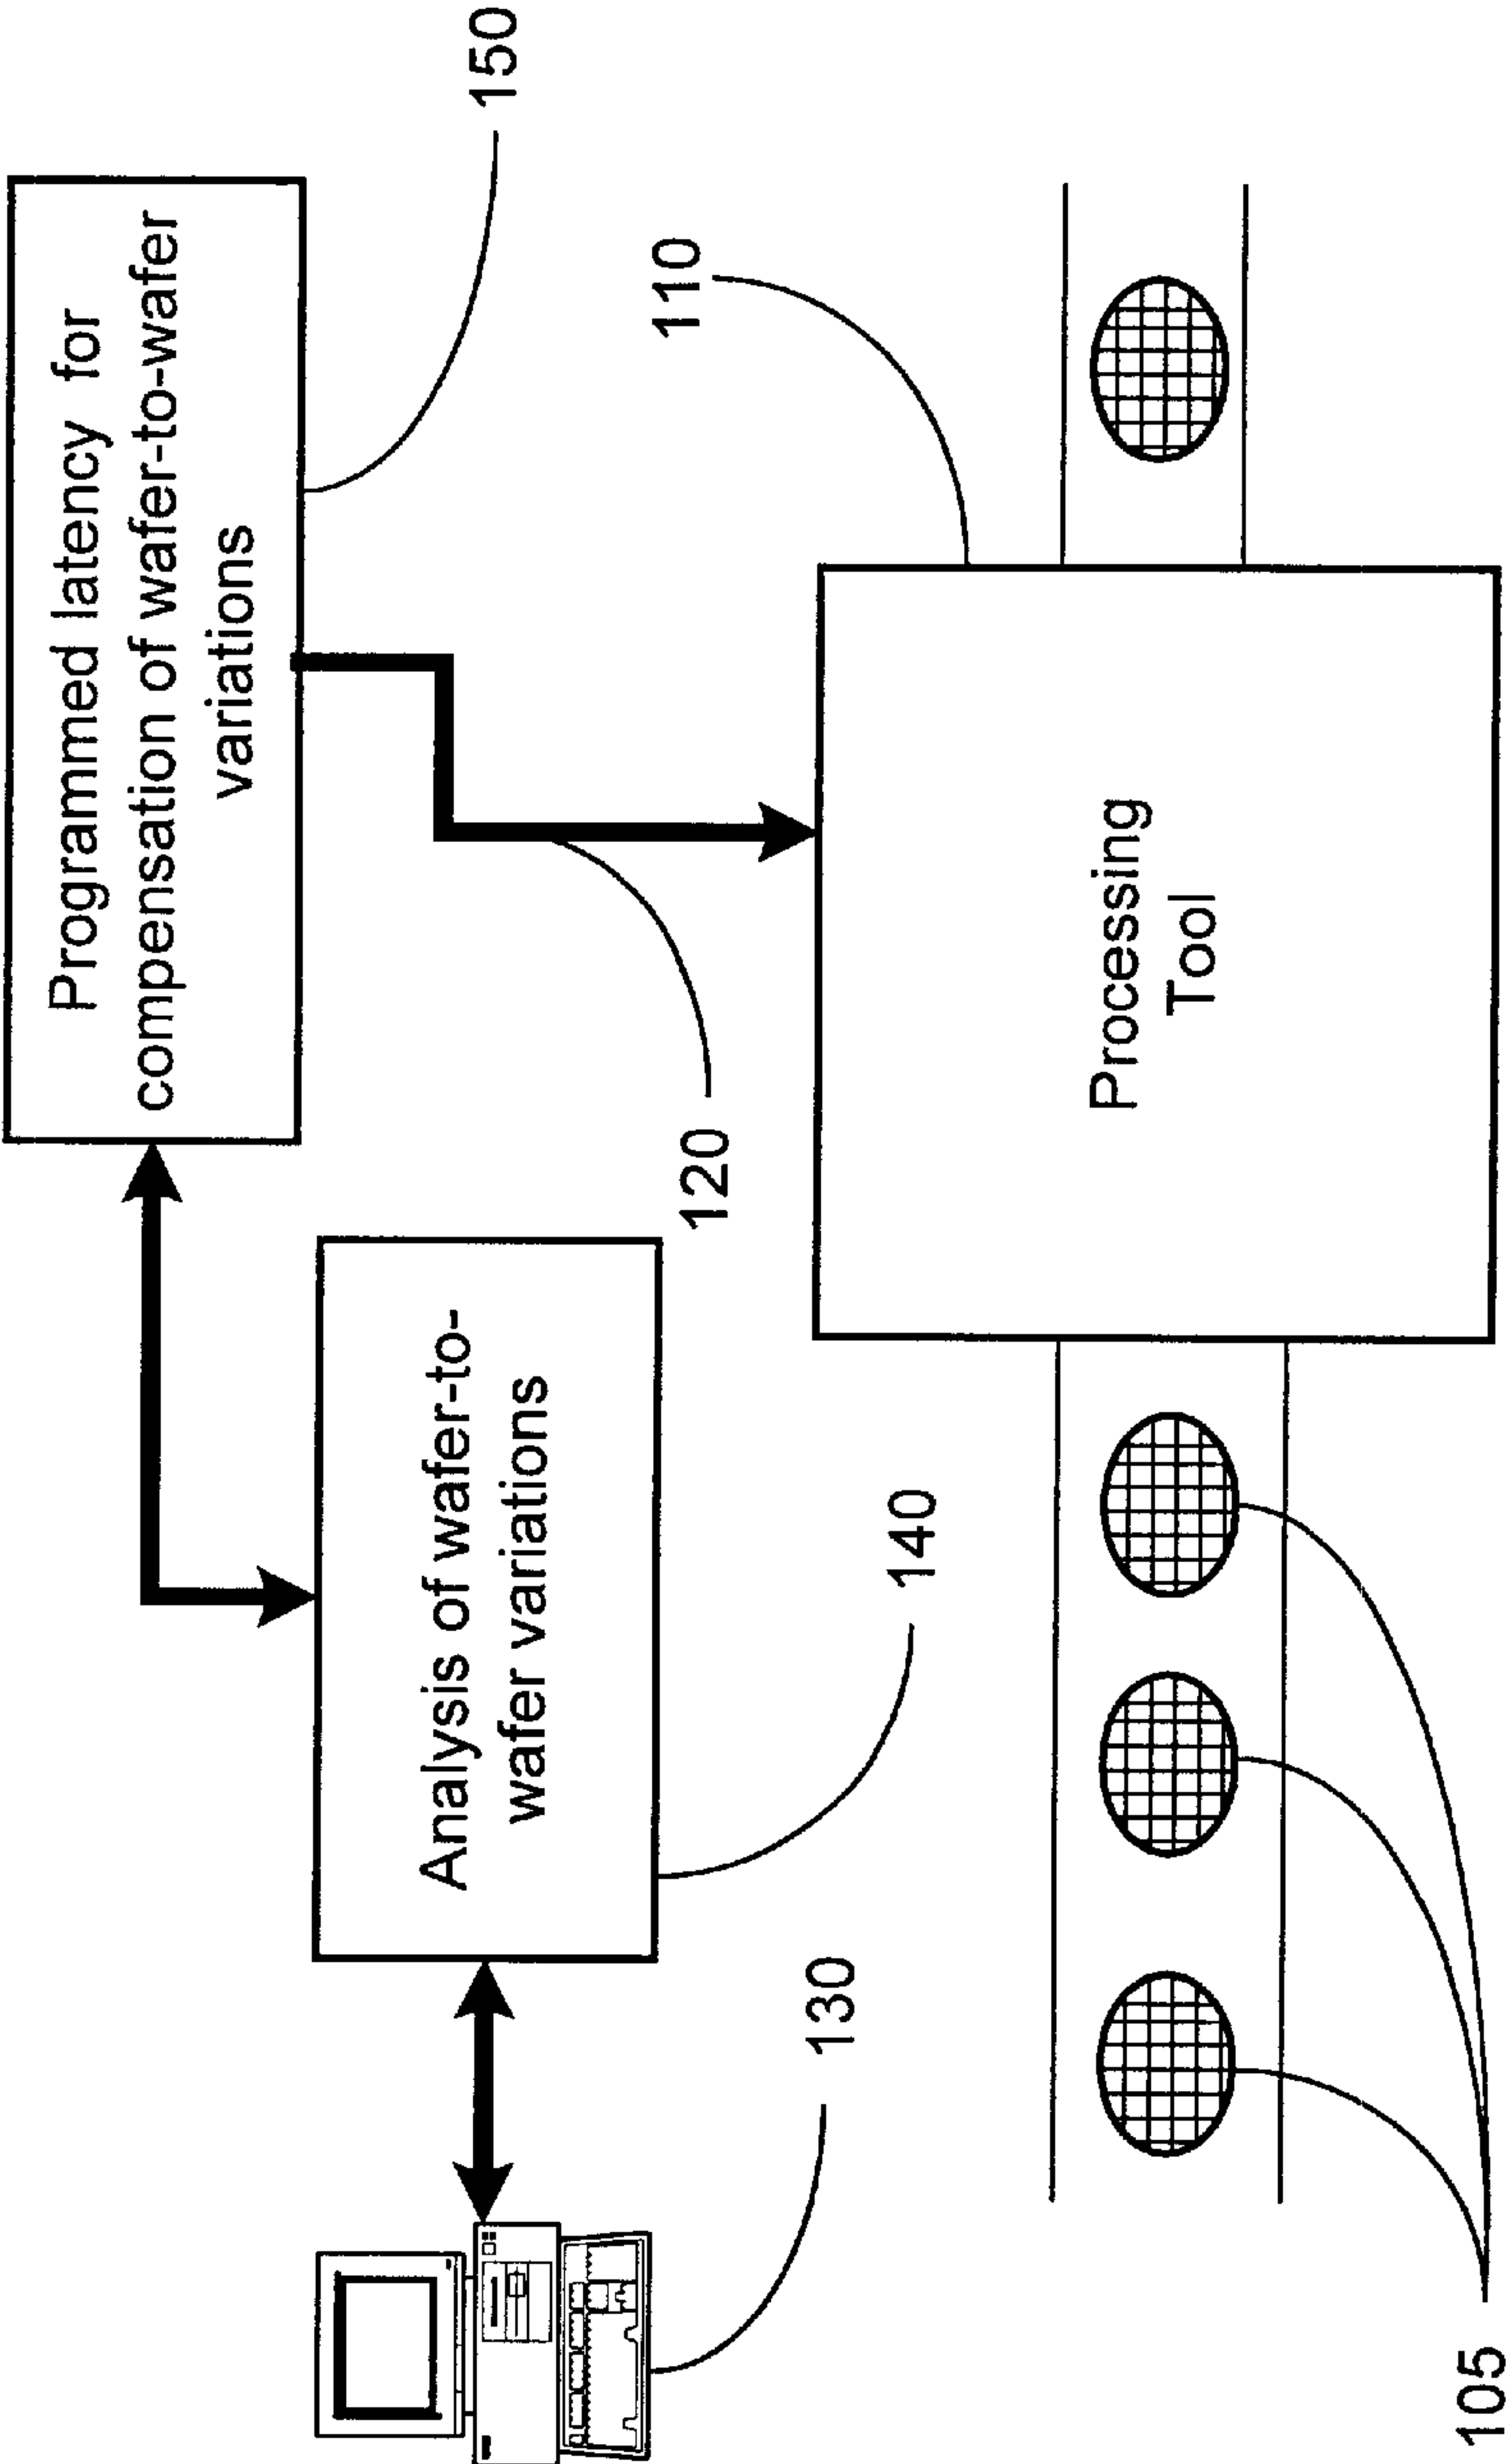 Programmed latency for
compensation of wafer-to-wafer
variations
150
Analysis of wafer-to-
wafer variations
110
120
140
130
Processing
Tool
105